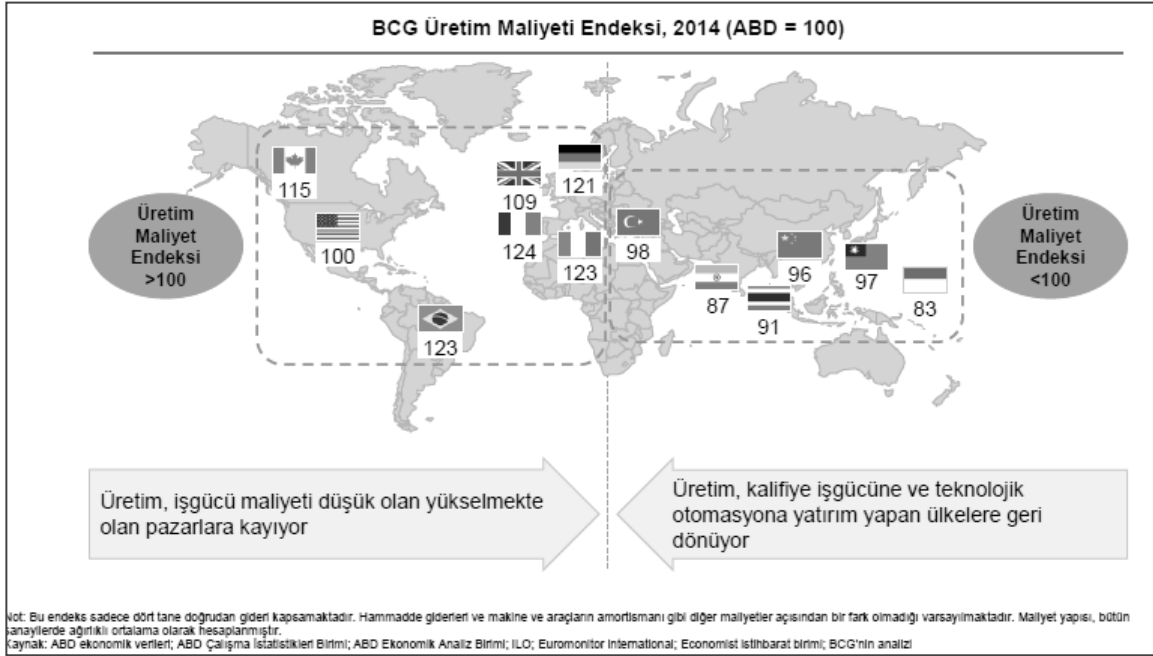 BCG Üretim Maliyeti Endeksi, 2014 (ABD = 100)
115
100
123
109
121
124
123
98
87
91
96
97
83
Üretim
Maliyet
Endeksi
>100
Üretim
Maliyet
Endeksi
<100
Üretim, işgücü maliyeti düşük olan yükselmekte
olan pazarlara kayıyor
Üretim, kalifiye işgücüne ve teknolojik
otomasyona yatırım yapan ülkelere geri
dönüyor
Not: Bu endeks sadece dört tane doğrudan gideri kapsamaktadır. Hammadde giderleri ve makine ve araçların amortismanı gibi diğer maliyetler açısından bir fark olmadığı varsayılmaktadır. Maliyet yapısı, bütün
sanayilerde ağırlıklı ortalama olarak hesaplanmıştır.
Kaynak: ABD ekonomik verileri; ABD Çalışma İstatistikleri Birimi; ABD Ekonomik Analiz Birimi; ILO; Euromonitor International; Economist istihbarat birimi; BCG'nin analizi